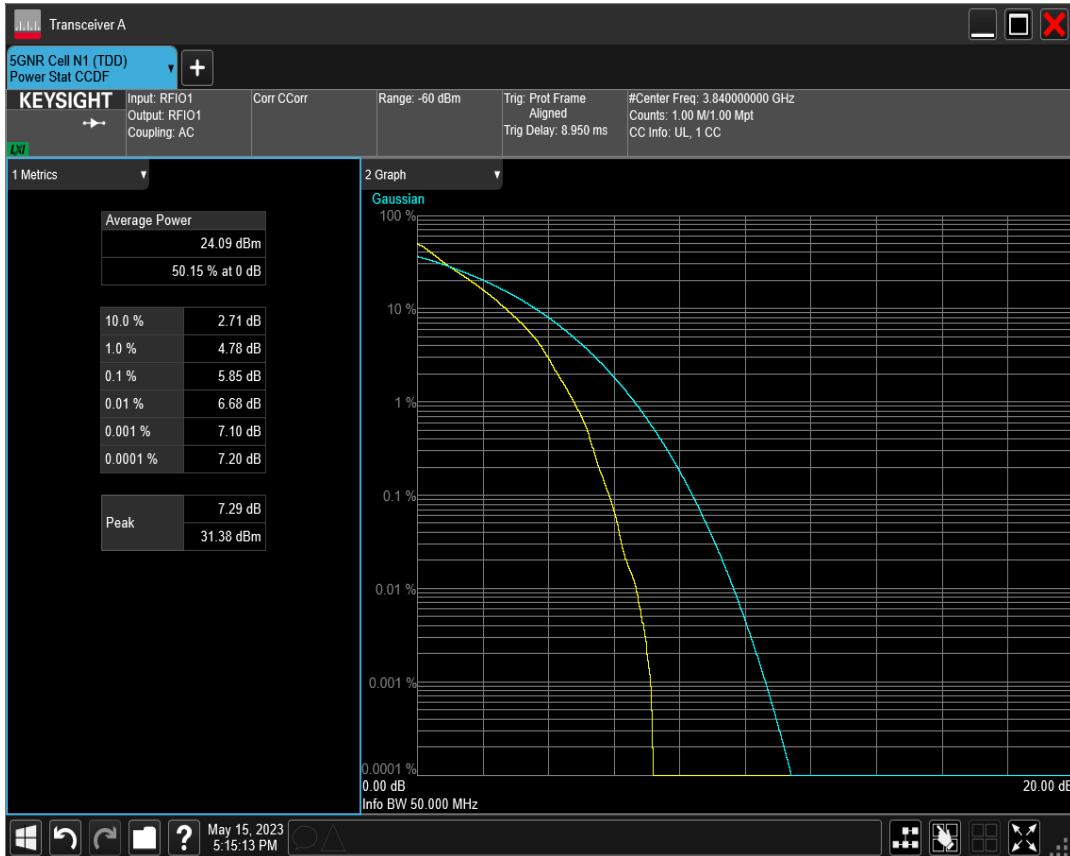 Transceiver A
5GNR Cell N1 (TDD)
Power Stat CCDF
+
KEYSIGHT
LXI
Input: RFIO1
Output: RFIO1
Coupling: AC
Corr CCorr
Range: -60 dBm
Trig: Prot Frame
Aligned
Trig Delay: 8.950 ms
#Center Freq: 3.840000000 GHz
Counts: 1.00 M/1.00 Mpt
CC Info: UL, 1 CC
1 Metrics
Average Power
24.09 dBm
50.15 % at 0 dB
10.0 % 2.71 dB
1.0 % 4.78 dB
0.1 % 5.85 dB
0.01 % 6.68 dB
0.001 % 7.10 dB
0.0001 % 7.20 dB
Peak
7.29 dB
31.38 dBm
2 Graph
Gaussian
100 %
10 %
1 %
0.1 %
0.01 %
0.001 %
0.0001 %
0.00 dB 20.00 dB
Info BW 50.000 MHz
?
May 15, 2023
5:15:13 PM